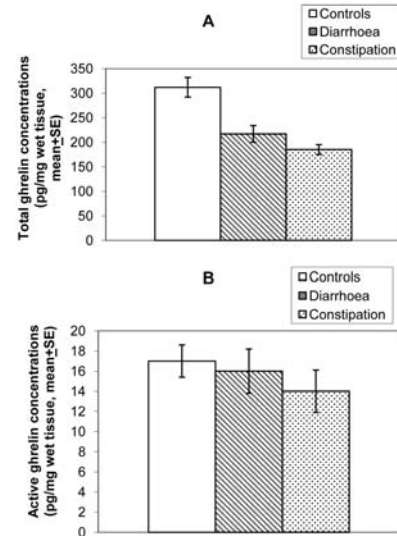 A
Controls
Diarrhoea
Constipation
Total ghrelin concentrations
(pg/mg wet tissue,
mean±SE)
350
300
250
200
150
100
50
0
B
Controls
Diarrhoea
Constipation
Active ghrelin concentrations
(pg/mg wet tissue, mean±SE)
20
18
16
14
12
10
8
6
4
2
0